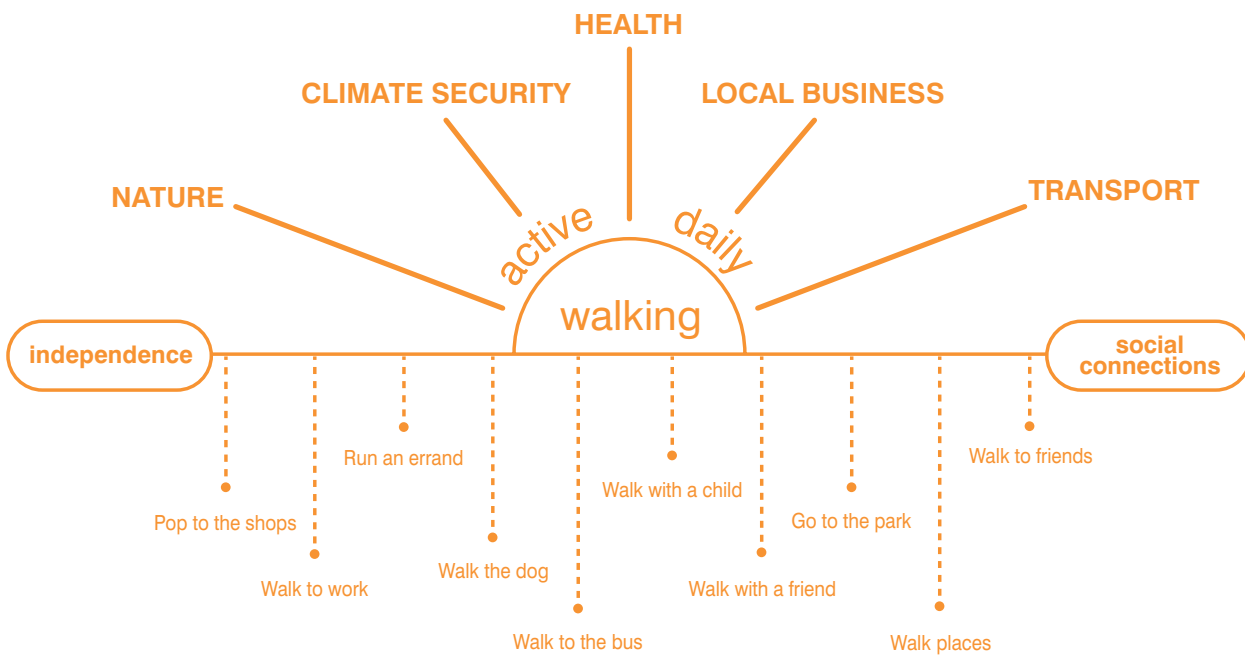 HEALTH
CLIMATE SECURITY
LOCAL BUSINESS
NATURE
TRANSPORT
active
daily
walking
independence
social
connections
Run an errand
Walk to friends
Walk with a child
Pop to the shops
Go to the park
Walk the dog
Walk to work
Walk with a friend
Walk to the bus
Walk places